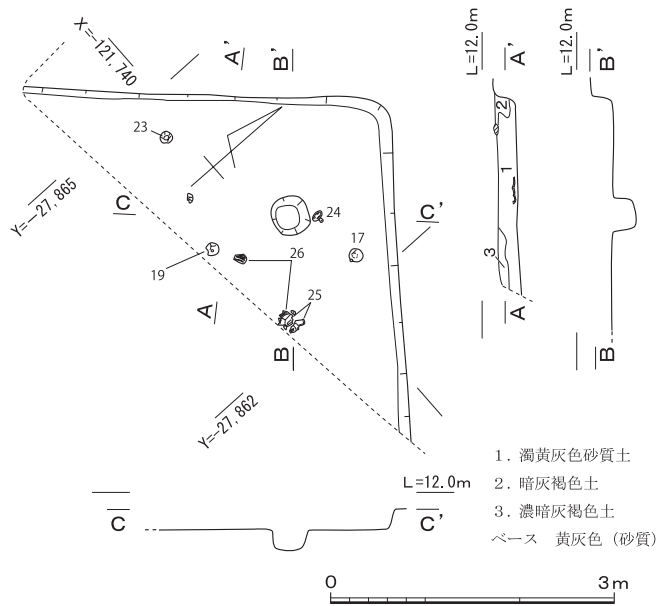 X=-121,740
A'
B'
L=12.0m
A'
L=12.0m
B'
23
2
1
Y=-27,865
C
24
C'
17
19
26
3
25
A
B
A
B
Y=-27,862
1. 濁黄灰色砂質土
2. 暗灰褐色土
3. 濃暗灰褐色土
ベース 黄灰色 (砂質)
L=12.0m
C
C'
0
3m